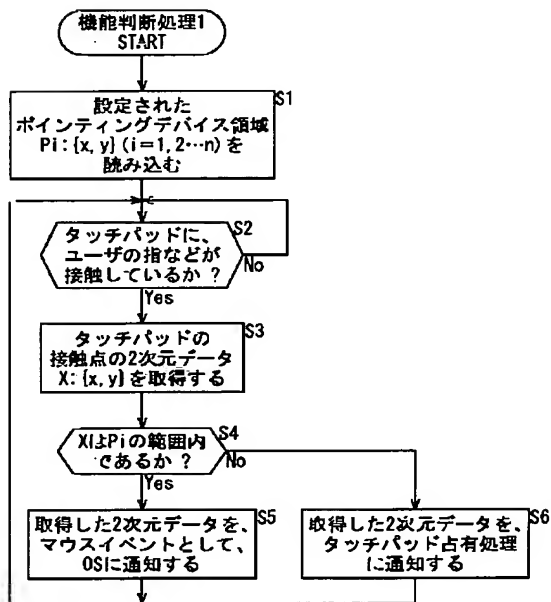 機能判断処理1
START
S1
設定された
ポインティングデバイス領域
Pi:{x, y} (i=1, 2…n) を
読み込む
S2
タッチパッドに、
ユーザの指などが
接触しているか ?
No
Yes
S3
タッチパッドの
接触点の2次元データ
X:{x, y}を取得する
S4
XはPiの範囲内
であるか ?
No
Yes
S5
取得した2次元データを、
マウスイベントとして、
OSに通知する
S6
取得した2次元データを、
タッチパッド占有処理
に通知する